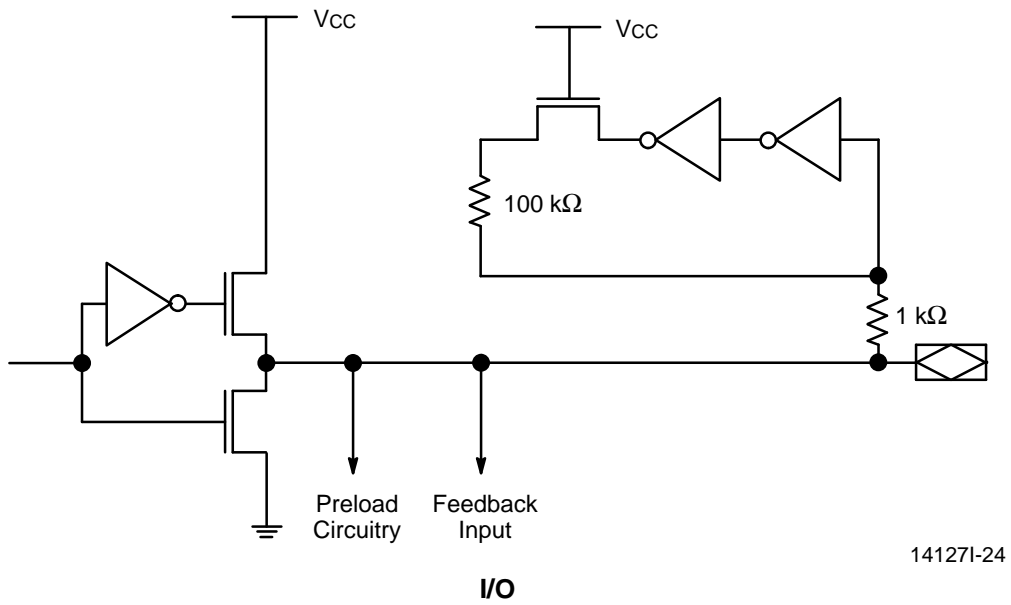 VCC
VCC
100 kΩ
1 kΩ
Preload
Circuitry
Feedback
Input
14127I-24
I/O